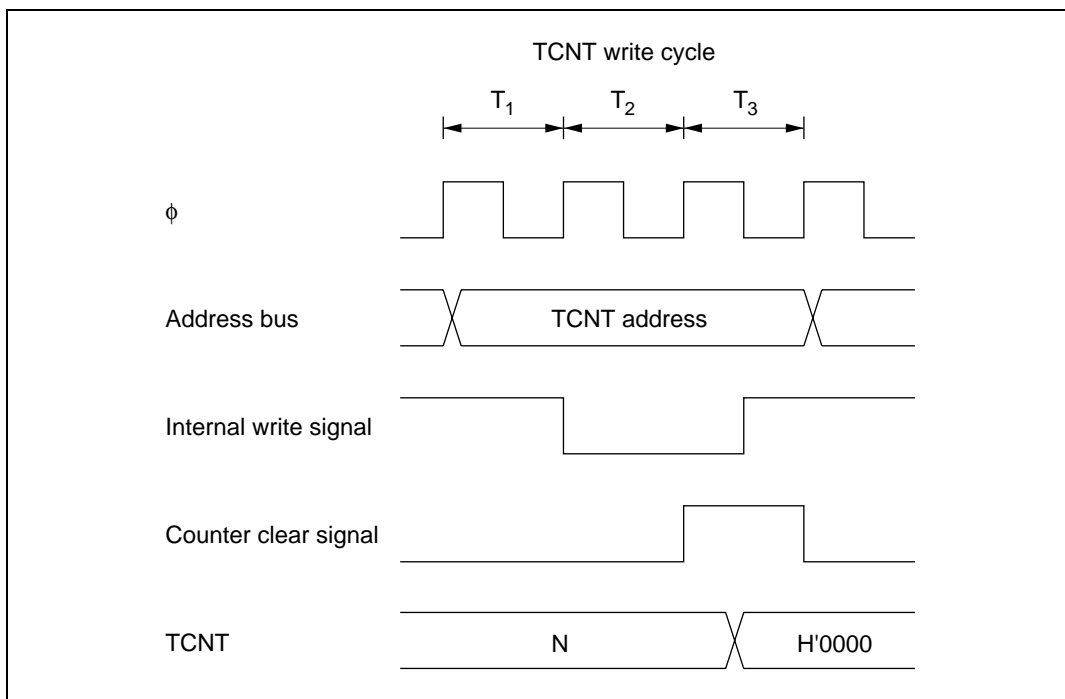 TCNT write cycle
T1 T2 T3
φ
Address bus
TCNT address
Internal write signal
Counter clear signal
TCNT
N
H'0000